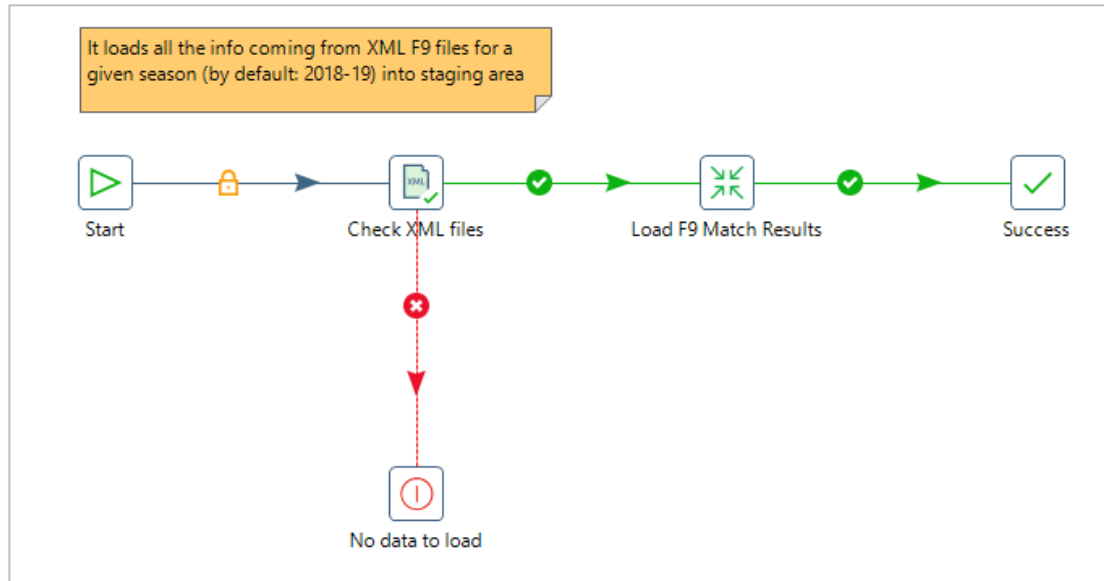 It loads all the info coming from XML F9 files for a
given season (by default: 2018-19) into staging area
XML
Start
Check XML files
Load F9 Match Results
Success
No data to load